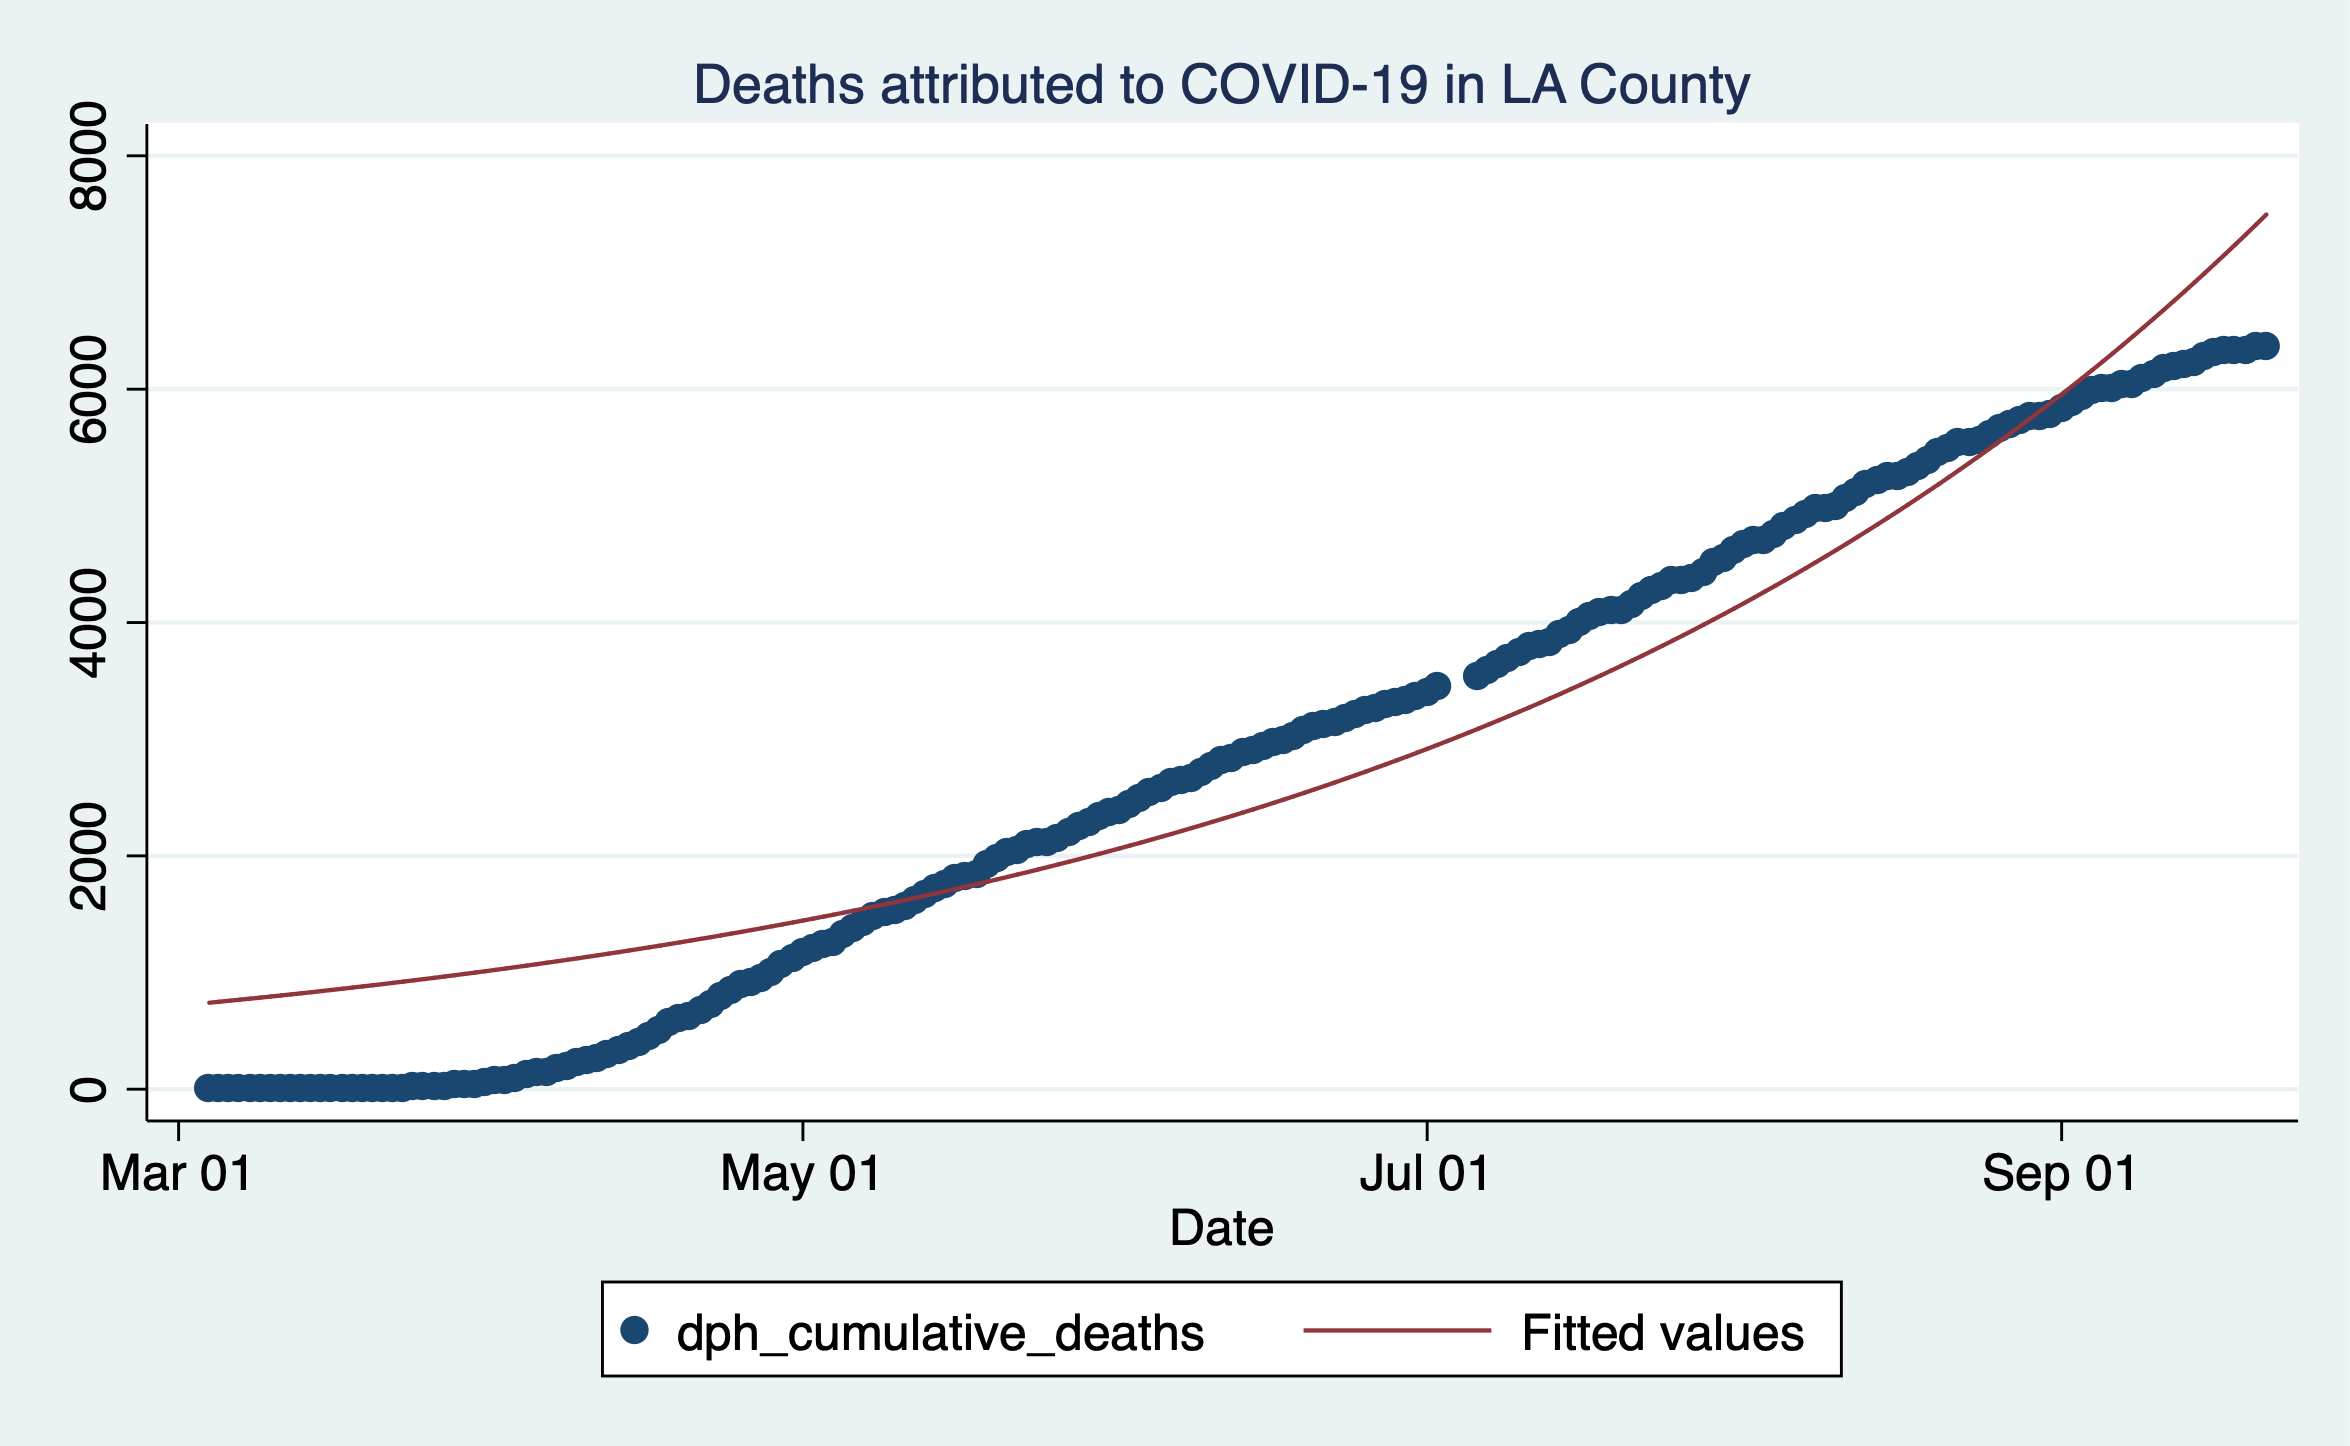 Deaths attributed to COVID-19 in LA County
8000
6000
4000
2000
0
Mar 01 May 01 Jul 01 Sep 01
Date
dph_cumulative_deaths Fitted values